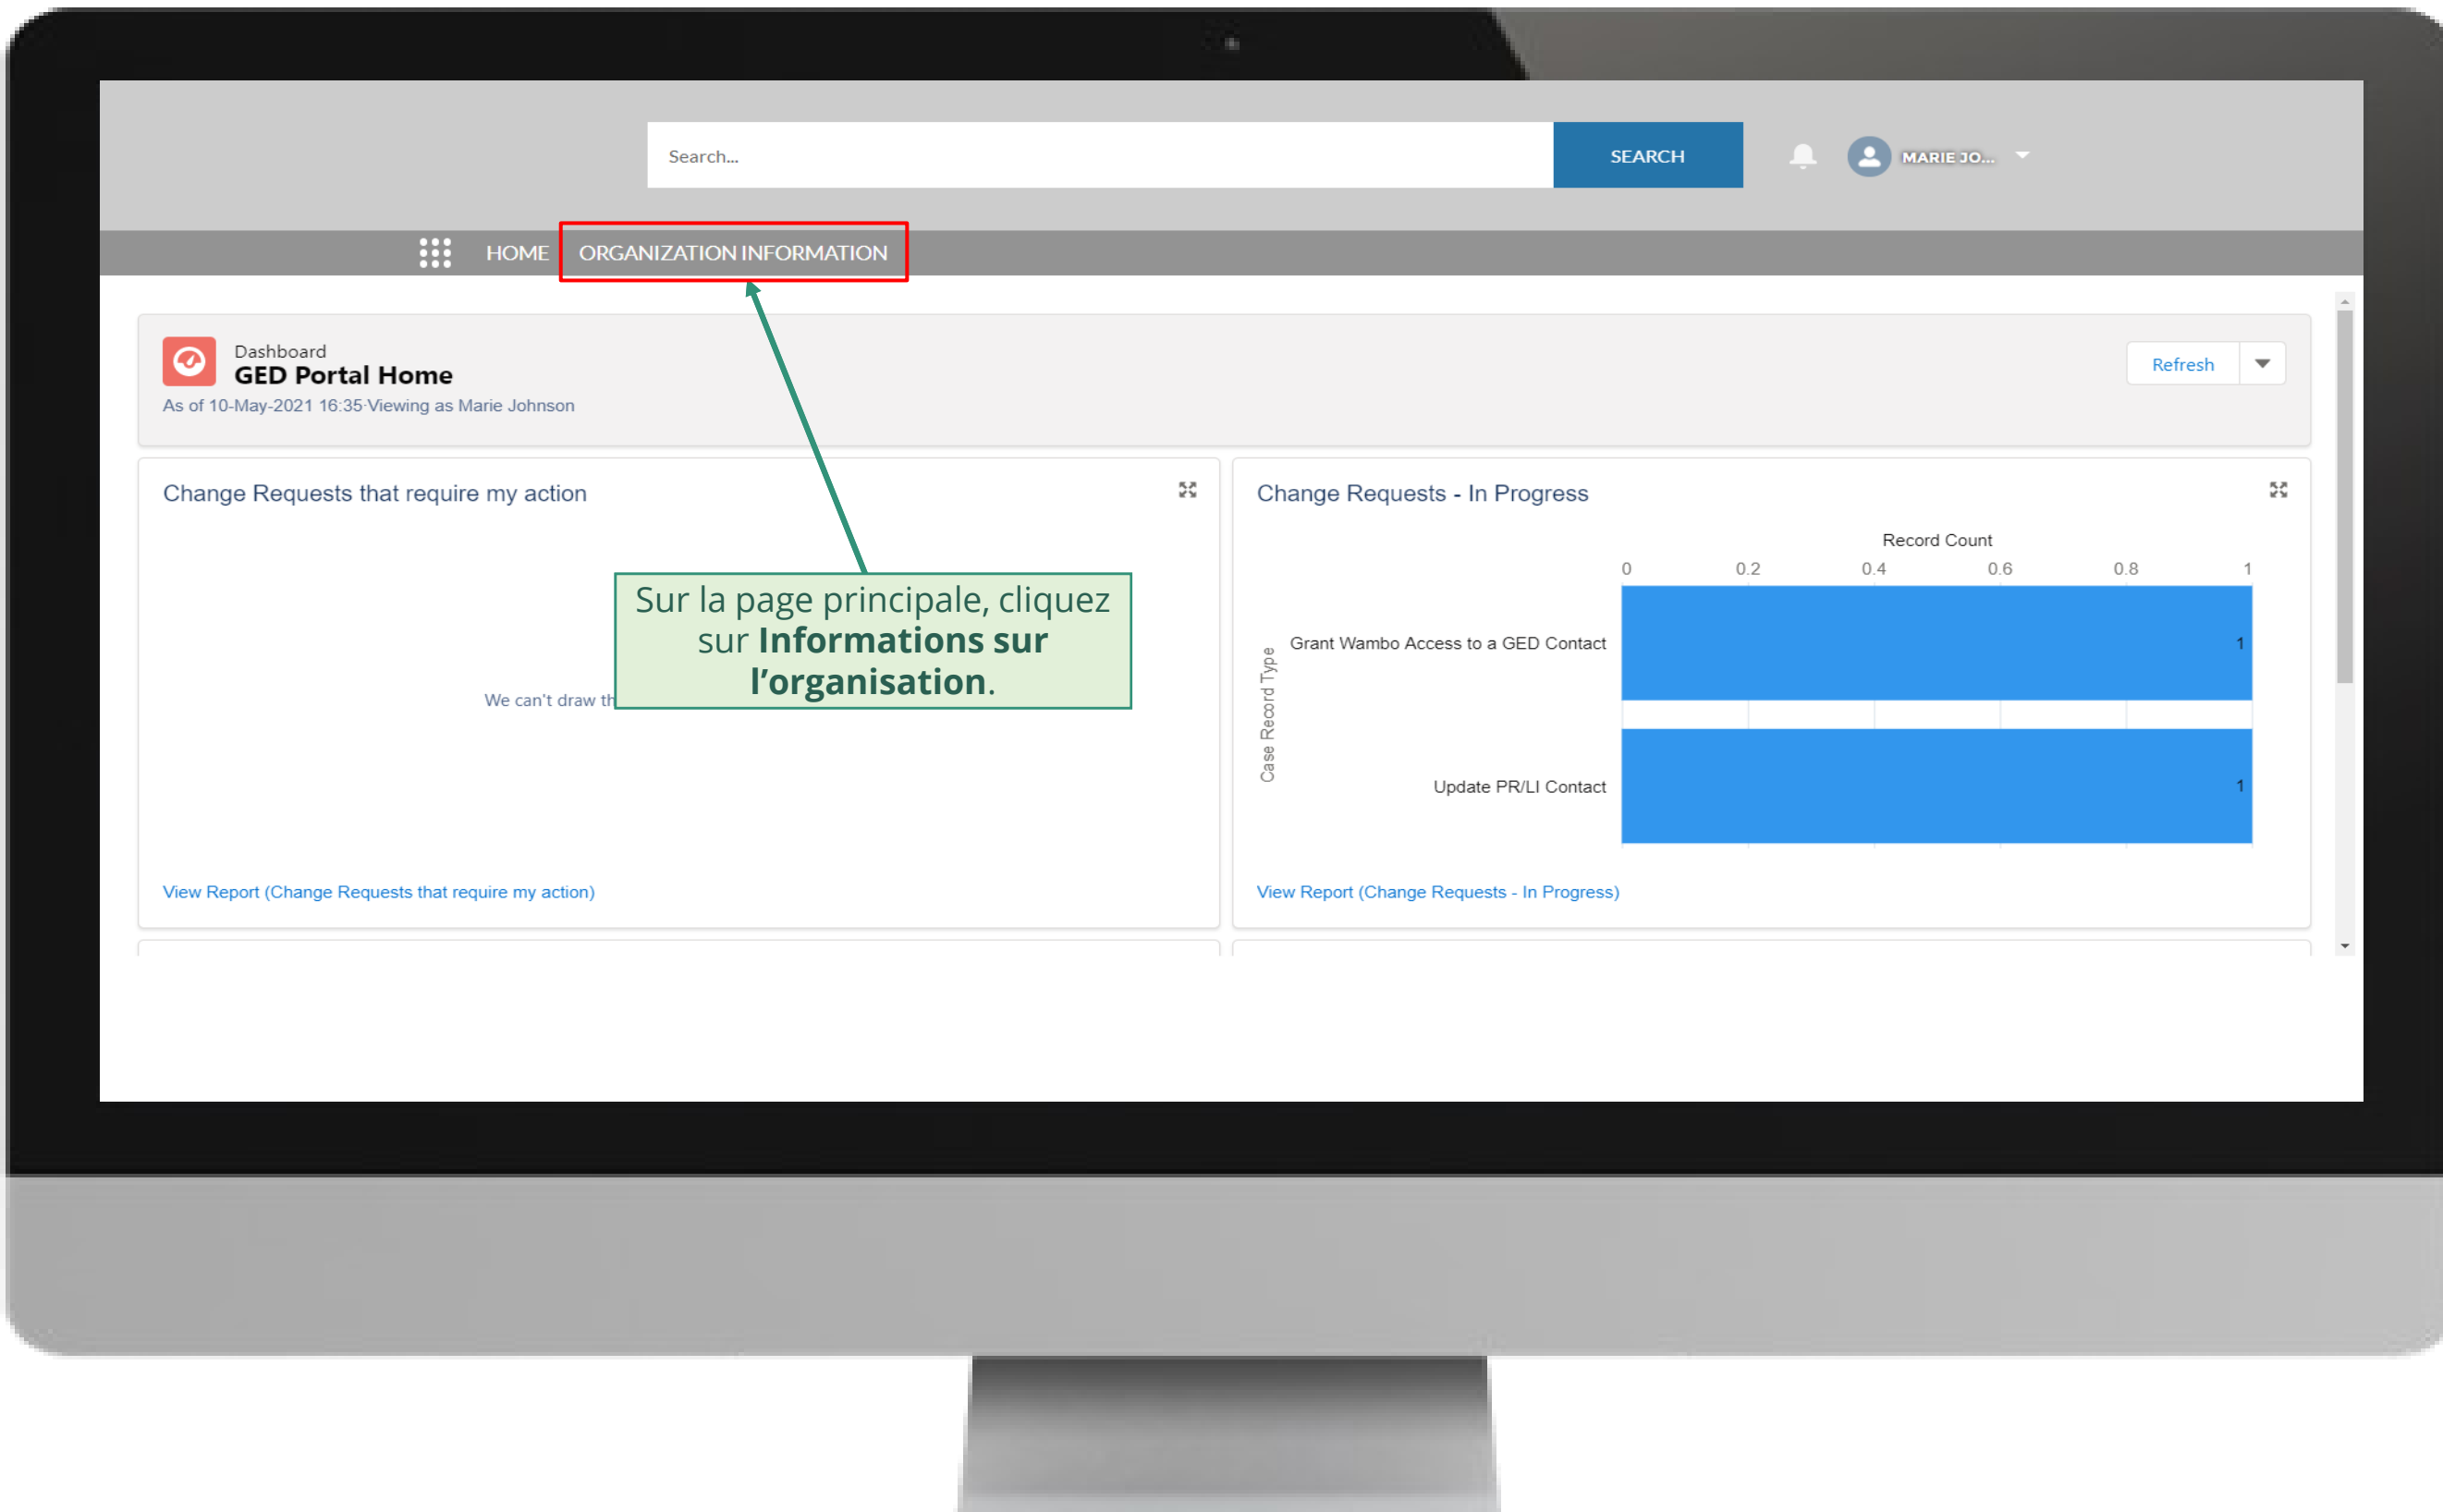 Search...
SEARCH
MARIE JO...
HOME
ORGANIZATION INFORMATION
Dashboard
GED Portal Home
As of 10-May-2021 16:35·Viewing as Marie Johnson
Refresh
Change Requests that require my action
We can't draw
Sur la page principale, cliquez
sur Informations sur
l’organisation.
View Report (Change Requests that require my action)
Change Requests - In Progress
Record Count
0 0.2 0.4 0.6 0.8 1
Case Record Type
Grant Wambo Access to a GED Contact
1
Update PR/LI Contact
1
View Report (Change Requests - In Progress)